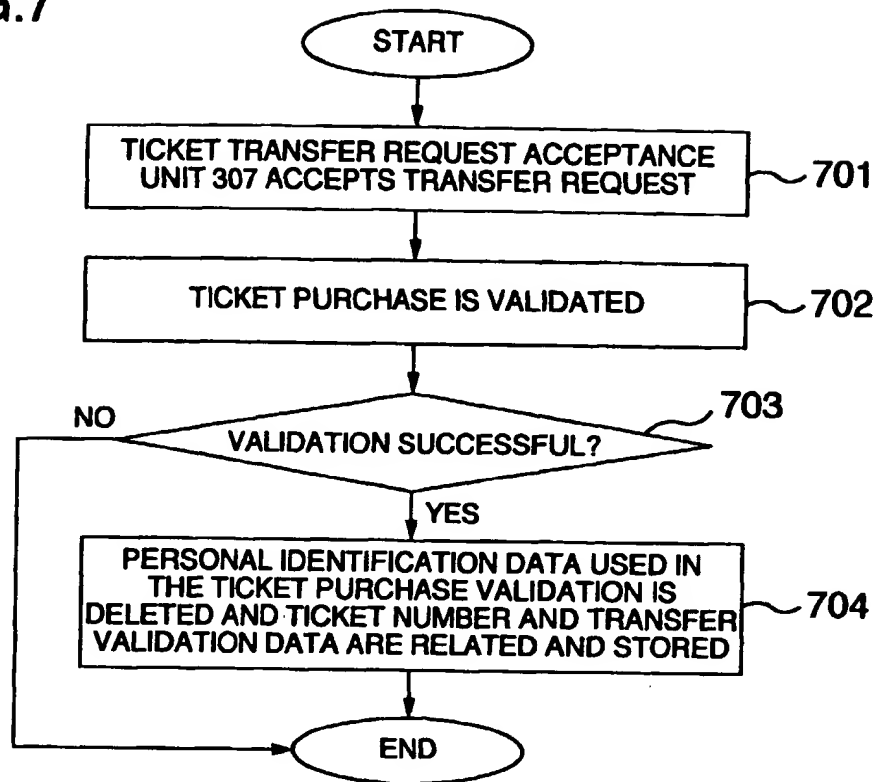 START
TICKET TRANSFER REQUEST ACCEPTANCE
UNIT 307 ACCEPTS TRANSFER REQUEST
701
TICKET PURCHASE IS VALIDATED
702
703
NO
VALIDATION SUCCESSFUL?
YES
PERSONAL IDENTIFICATION DATA USED IN
THE TICKET PURCHASE VALIDATION IS
DELETED AND TICKET NUMBER AND TRANSFER
VALIDATION DATA ARE RELATED AND STORED
704
END